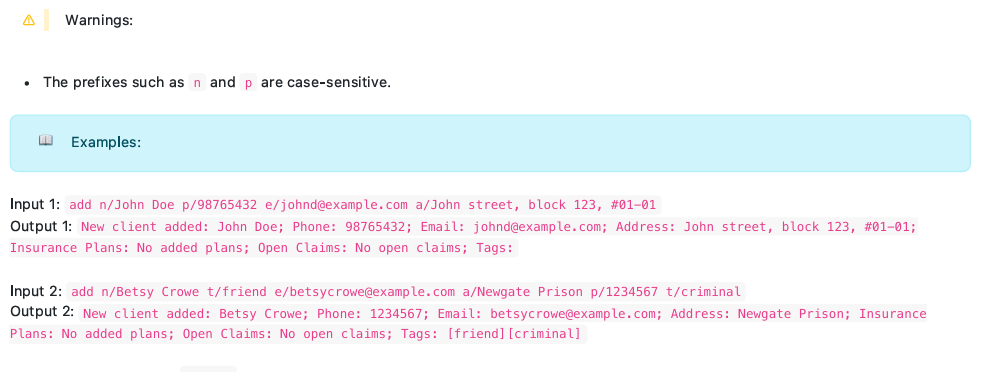 Warnings:
• The prefixes such as n and p are case-sensitive.
Examples:
Input 1: add n/John Doe p/98765432 e/johnd@example.com a/John street, block 123, #01-01
Output 1: New client added: John Doe; Phone: 98765432; Email: johnd@example.com; Address: John street, block 123, #01-01;
Insurance Plans: No added plans; Open Claims: No open claims; Tags:
Input 2: add n/Betsy Crowe t/friend e/betsycrowe@example.com a/Newgate Prison p/1234567 t/criminal
Output 2: New client added: Betsy Crowe; Phone: 1234567; Email: betsycrowe@example.com; Address: Newgate Prison; Insurance
Plans: No added plans; Open Claims: No open claims; Tags: [friend][criminal]